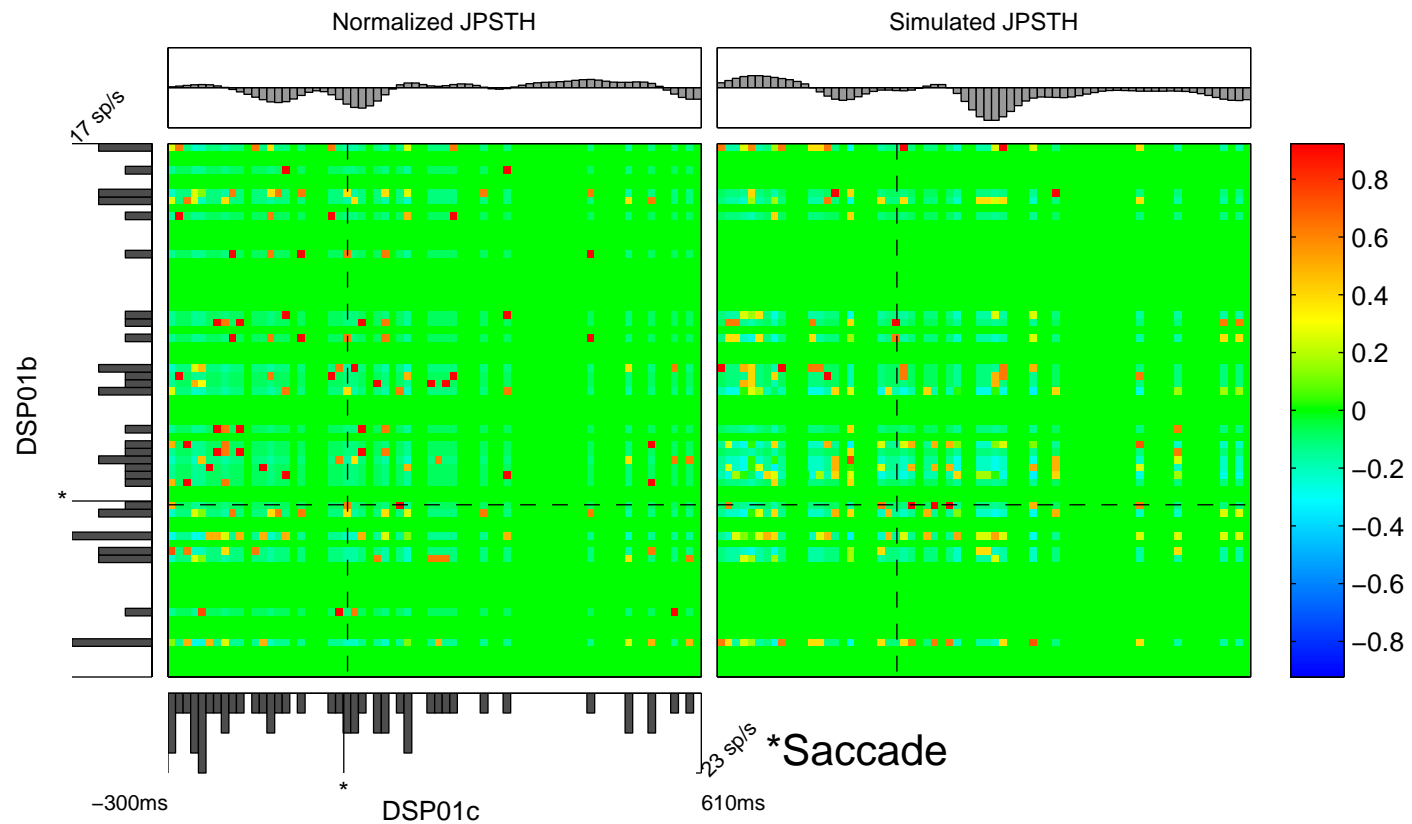 Normalized JPSTH
Simulated JPSTH
17 sp/s
0.8
0.6
0.4
0.2
0
−0.2
−0.4
−0.6
−0.8
DSP01b
*
23 sp/s
*Saccade
*
−300ms
DSP01c
610ms